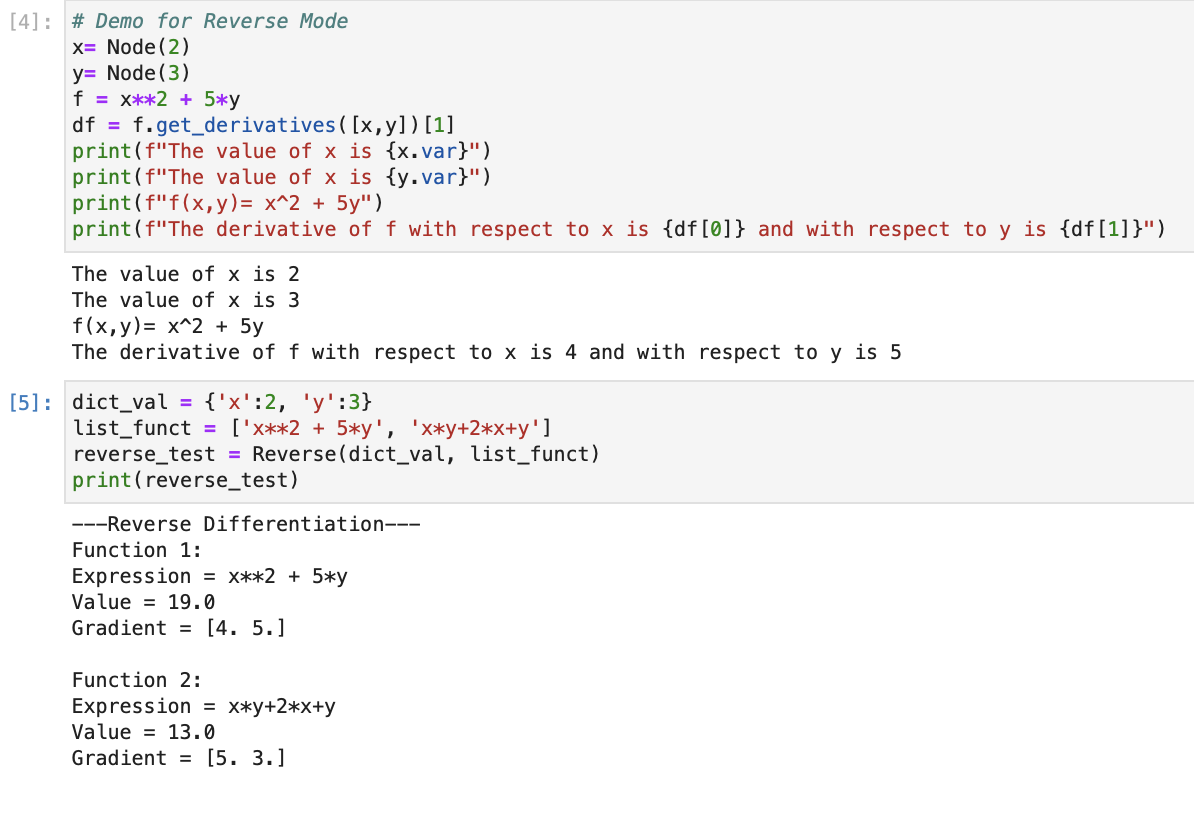 [4]: # Demo for Reverse Mode
x= Node(2)
y= Node(3)
f = x**2 + 5*y
df = f.get_derivatives([x,y])[1]
print(f"The value of x is {x.var}")
print(f"The value of x is {y.var}")
print(f"f(x,y)= x^2 + 5y")
print(f"The derivative of f with respect to x is {df[0]} and with respect to y is {df[1]}")
The value of x is 2
The value of x is 3
f(x,y)= x^2 + 5y
The derivative of f with respect to x is 4 and with respect to y is 5
[5]: dict_val = {'x':2, 'y':3}
list_funct = ['x**2 + 5*y', 'x*y+2*x+y']
reverse_test = Reverse(dict_val, list_funct)
print(reverse_test)
---Reverse Differentiation---
Function 1:
Expression = x**2 + 5*y
Value = 19.0
Gradient = [4. 5.]
Function 2:
Expression = x*y+2*x+y
Value = 13.0
Gradient = [5. 3.]